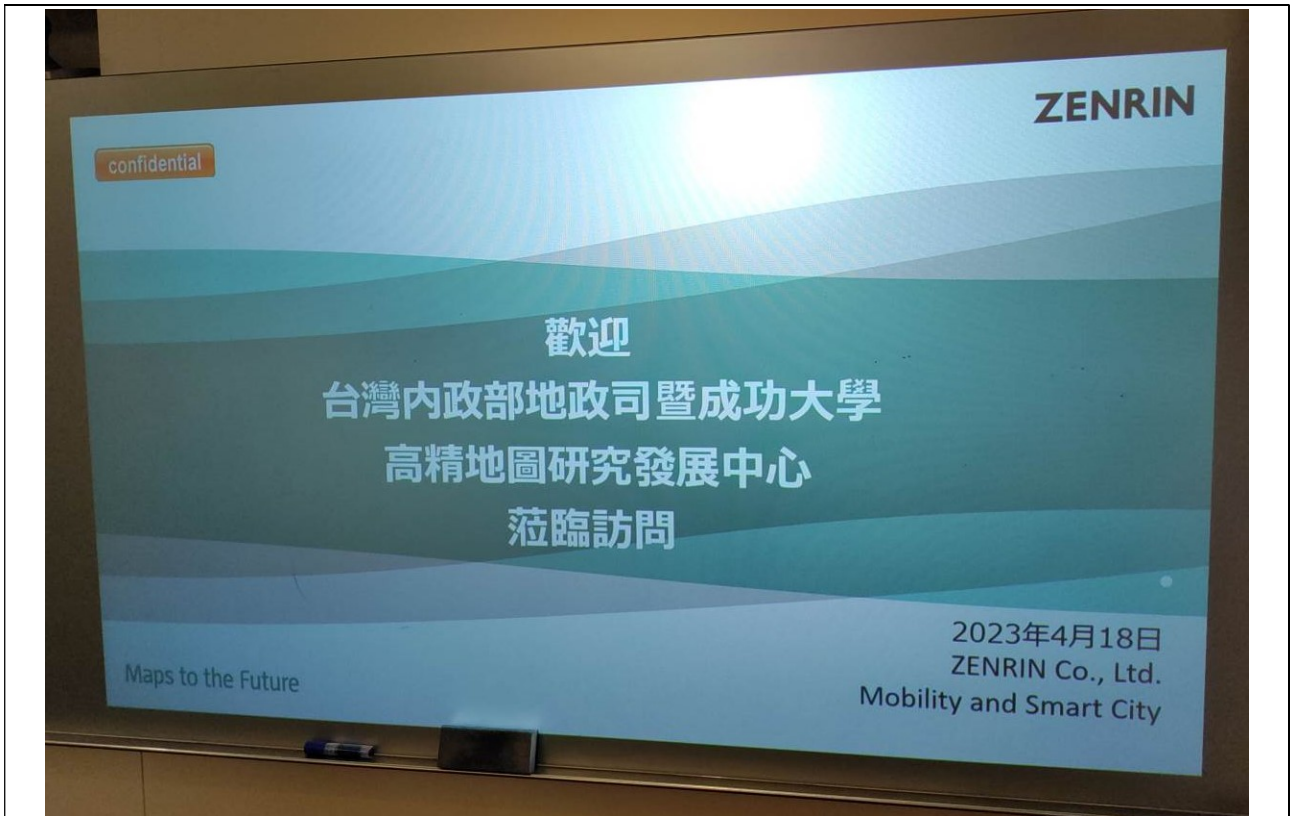 ZENRIN
confidential
歡迎
台灣內政部地政司暨成功大學
高精地圖研究發展中心
蒞臨訪問
2023年4月18日
ZENRIN Co., Ltd.
Mobility and Smart City
Maps to the Future